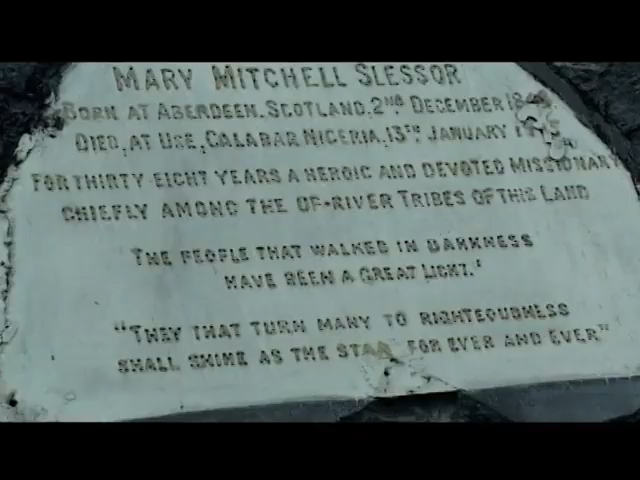 MARY MITCHELL SLESSOR
BORN AT ABERDEEN. SCOTLAND. 2ND DECEMBER
DIED, AT USE, CALABAR NIGERIA, 13TH JANUARY
FOR THIRTY-EIGHT YEARS A HEROIC AND DEVOTED MISSIONARY
CHIEFLY AMONG THE UP-RIVER TRIBES OF THIS LAND
THE PEOPLE THAT WALKED IN DARKNESS
HAVE SEEN A GREAT LIGHT.'
"THEY THAT TURN MANY TO RIGHTEOUSNESS
SHALL SHINE AS THE STAR FOR EVER AND EVER"